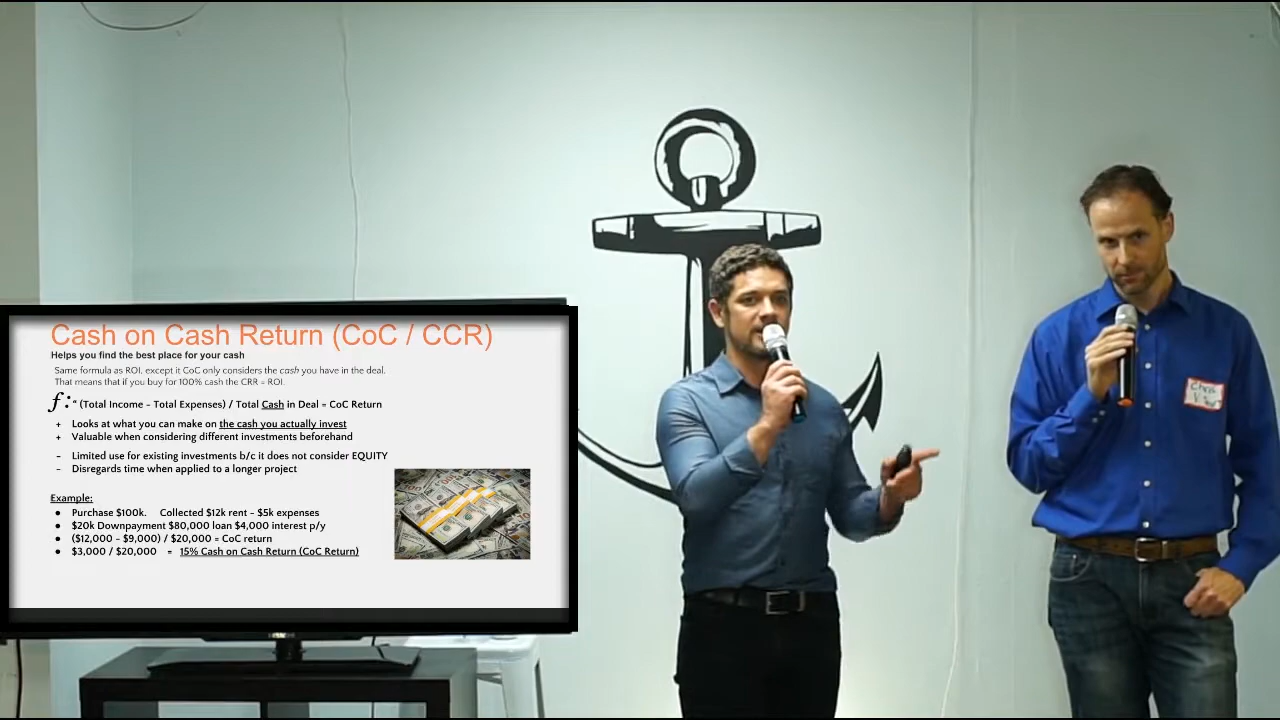 Cash on Cash Return (CoC / CCR)
Helps you find the best place for your cash
Same formula as ROI, except it CoC only considers the cash you have in the deal.
That means that if you buy for 100% cash the CRR = ROI.
f: “ (Total Income – Total Expenses) / Total Cash in Deal = CoC Return
+ Looks at what you can make on the cash you actually invest
+ Valuable when considering different investments beforehand
– Limited use for existing investments b/c it does not consider EQUITY
– Disregards time when applied to a longer project
Example:
● Purchase $100k. Collected $12k rent – $5k expenses
● $20k Downpayment $80,000 loan $4,000 interest p/y
● ($12,000 – $9,000) / $20,000 = CoC return
● $3,000 / $20,000 = 15% Cash on Cash Return (CoC Return)
Chris